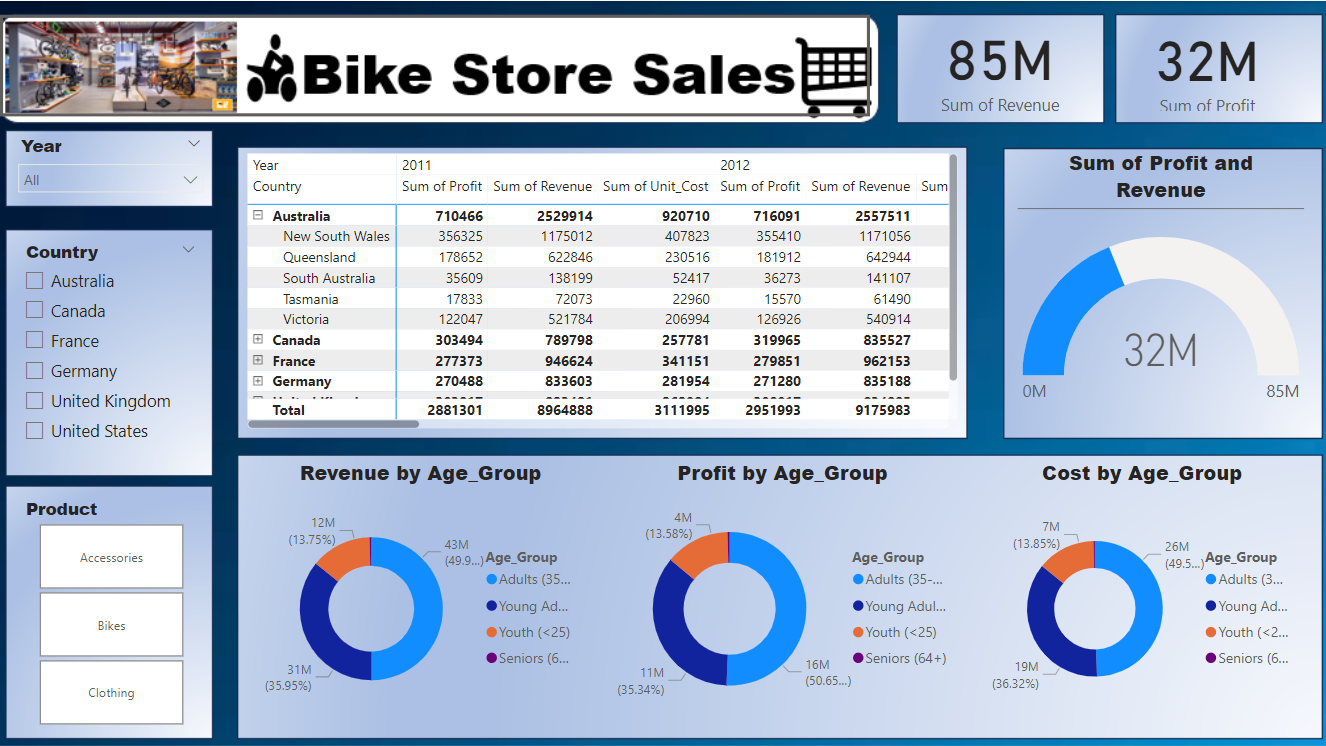 Bike Store Sales
85M
Sum of Revenue
32M
Sum of Profit
Year
All
Country
Australia
Canada
France
Germany
United Kingdom
United States
Product
Accessories
Bikes
Clothing
Year 2011 2012
Country Sum of Profit Sum of Revenue Sum of Unit_Cost Sum of Profit Sum of Revenue Sum
Australia 710466 2529914 920710 716091 2557511
New South Wales 356325 1175012 407823 355410 1171056
Queensland 178652 622846 230516 181912 642944
South Australia 35609 138199 52417 36273 141107
Tasmania 17833 72073 22960 15570 61490
Victoria 122047 521784 206994 126926 540914
Canada 303494 789798 257781 319965 835527
France 277373 946624 341151 279851 962153
Germany 270488 833603 281954 271280 835188
Total 2881301 8964888 3111995 2951993 9175983
Sum of Profit and
Revenue
32M
0M
85M
Revenue by Age_Group
12M
(13.75%)
43M
(49.9...)
31M
(35.95%)
Age_Group
Adults (35...
Young Ad...
Youth (<25)
Seniors (6...
Profit by Age_Group
4M
(13.58%)
11M
(35.34%)
16M
(50.65...)
Age_Group
Adults (35-...
Young Adul...
Youth (<25)
Seniors (64+)
Cost by Age_Group
7M
(13.85%)
26M
(49.5...)
19M
(36.32%)
Age_Group
Adults (3...
Young Ad...
Youth (<2...
Seniors (6...